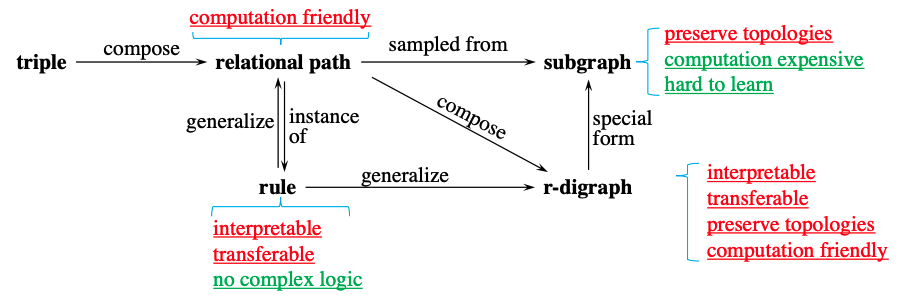 computation friendly
triple
compose
relational path
sampled from
subgraph
preserve topologies
computation expensive
hard to learn
generalize
instance
of
compose
special
form
rule
generalize
r-digraph
interpretable
transferable
no complex logic
interpretable
transferable
preserve topologies
computation friendly